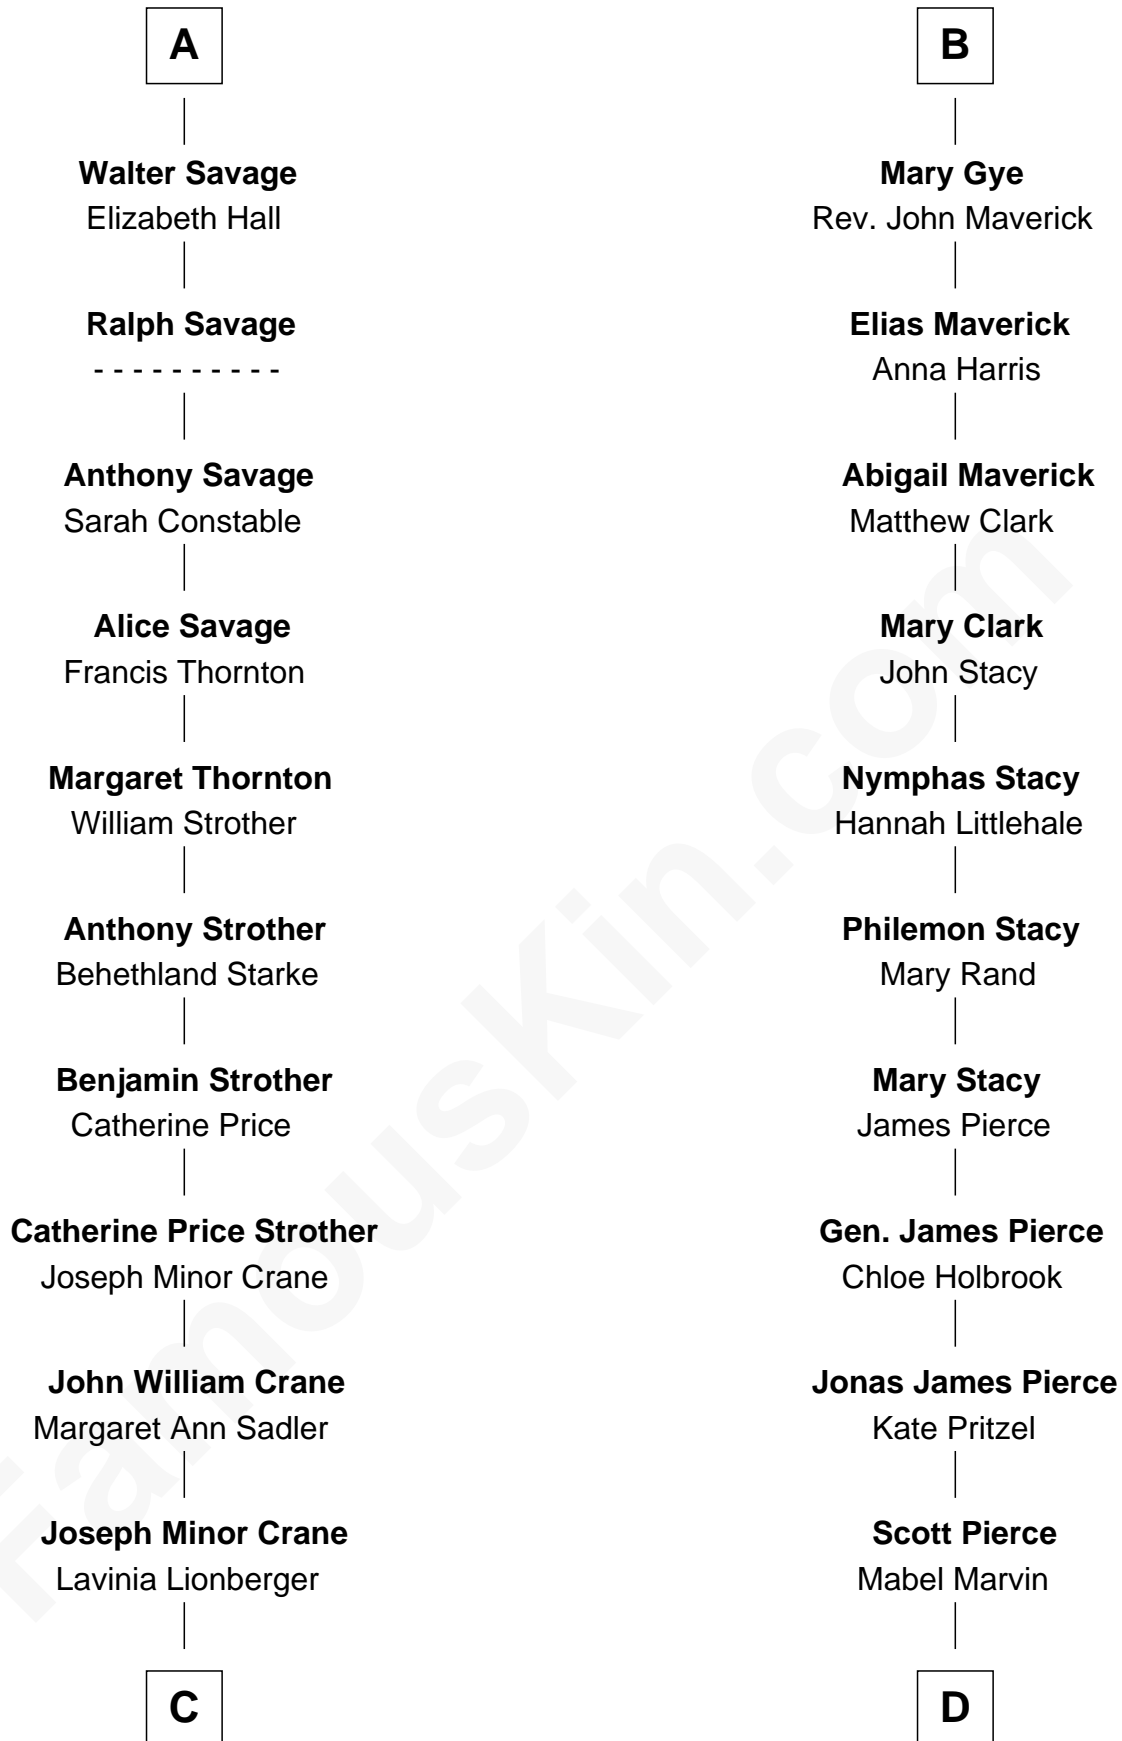 A
Walter Savage
Elizabeth Hall
Ralph Savage
- - - - - - - - - -
Anthony Savage
Sarah Constable
Alice Savage
Francis Thornton
Margaret Thornton
William Strother
Anthony Strother
Behethland Starke
Benjamin Strother
Catherine Price
Catherine Price Strother
Joseph Minor Crane
John William Crane
Margaret Ann Sadler
Joseph Minor Crane
Lavinia Lionberger
C
B
Mary Gye
Rev. John Maverick
Elias Maverick
Anna Harris
Abigail Maverick
Matthew Clark
Mary Clark
John Stacy
Nymphas Stacy
Hannah Littlehale
Philemon Stacy
Mary Rand
Mary Stacy
James Pierce
Gen. James Pierce
Chloe Holbrook
Jonas James Pierce
Kate Pritzel
Scott Pierce
Mabel Marvin
D
FamousKin.com